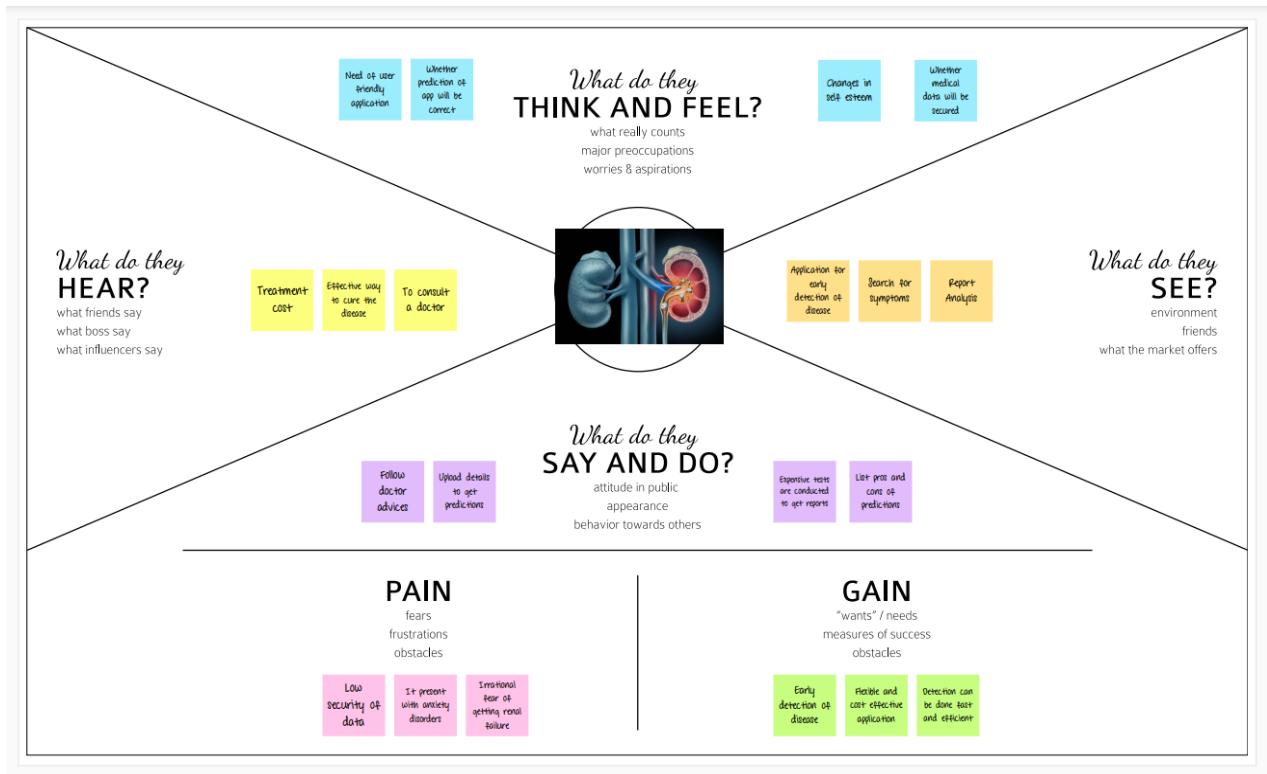 Need of user
friendly
application
Whether
prediction of
app will be
correct
What do they
THINK AND FEEL?
what really counts
major preoccupations
worries & aspirations
Changes in
self esteem
Whether
medical
data will be
secured
What do they
HEAR?
what friends say
what boss say
what influencers say
Treatment
cost
Effective way
to cure the
disease
To consult
a doctor
Application for
early
detection of
disease
Search for
symptoms
Report
Analysis
What do they
SEE?
environment
friends
what the market offers
Follow
doctor
advices
Upload details
to get
predictions
What do they
SAY AND DO?
attitude in public
appearance
behavior towards others
Expensive tests
are conducted
to get reports
List pros and
cons of
predictions
PAIN
fears
frustrations
obstacles
Low
security of
data
It present
with anxiety
disorders
Irrational
fear of
getting renal
failure
GAIN
"wants" / needs
measures of success
obstacles
Early
detection of
disease
Flexible and
cost effective
application
Detection can
be done fast
and efficient